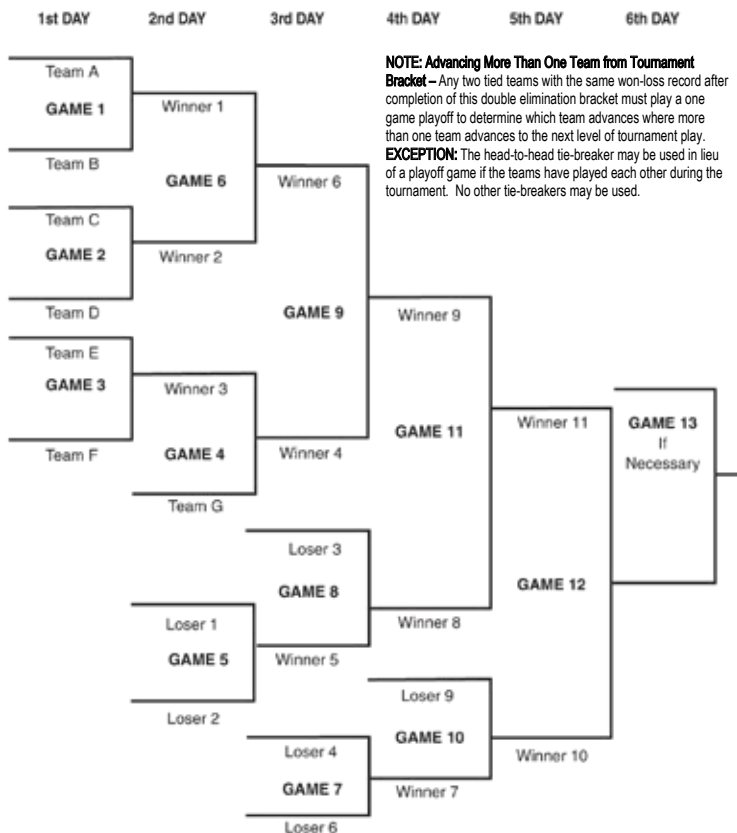 1st DAY 2nd DAY 3rd DAY 4th DAY 5th DAY 6th DAY
NOTE: Advancing More Than One Team from Tournament
Bracket – Any two tied teams with the same won-loss record after
completion of this double elimination bracket must play a one
game playoff to determine which team advances where more
than one team advances to the next level of tournament play.
EXCEPTION: The head-to-head tie-breaker may be used in lieu
of a playoff game if the teams have played each other during the
tournament. No other tie-breakers may be used.
Team A
GAME 1
Team B
Team C
GAME 2
Team D
Team E
GAME 3
Team F
Winner 1
GAME 6
Winner 2
Winner 3
GAME 4
Team G
Loser 1
GAME 5
Loser 2
Winner 6
GAME 9
Winner 4
Loser 3
GAME 8
Winner 5
Loser 4
GAME 7
Loser 6
Winner 9
GAME 11
Winner 8
Loser 9
GAME 10
Winner 7
Winner 11
GAME 12
Winner 10
GAME 13
If
Necessary